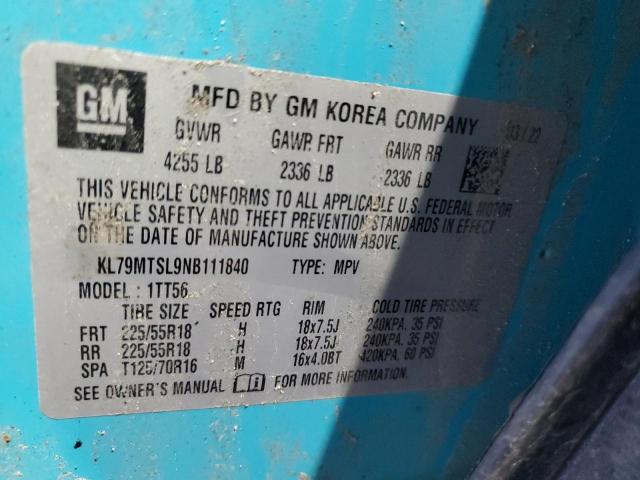 GM
MFD BY GM KOREA COMPANY 03/22
GVWR GAWR FRT GAWR RR
4255 LB 2336 LB 2336 LB
THIS VEHICLE CONFORMS TO ALL APPLICABLE U.S. FEDERAL MOTOR
VEHICLE SAFETY AND THEFT PREVENTION STANDARDS IN EFFECT
ON THE DATE OF MANUFACTURE SHOWN ABOVE.
KL79MTSL9NB111840 TYPE: MPV
MODEL: 1TT56
TIRE SIZE SPEED RTG RIM COLD TIRE PRESSURE
FRT 225/55R18 H 18x7.5J 240KPA. 35 PSI
RR 225/55R18 H 18x7.5J 240KPA. 35 PSI
SPA T125/70R16 M 16x4.0BT 420KPA. 60 PSI
SEE OWNER'S MANUAL FOR MORE INFORMATION.